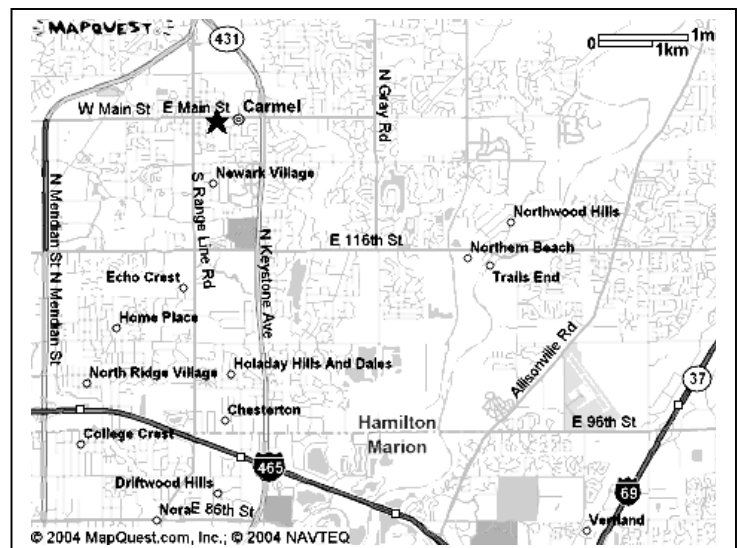 MAPQUEST
431
0 1m
1km
W Main St E Main St Carmel
N Gray Rd
Newark Village
N Meridian St N Meridian St
S Range Line Rd
N Keystone Ave
Northwood Hills
E 116th St
Northern Beach
Trails End
Echo Crest
Home Place
Allisonville Rd
Holaday Hills And Dales
North Ridge Village
37
Chesterton
Hamilton
Marion
E 96th St
College Crest
465
Driftwood Hills
69
Nora E 86th St
Vertland
© 2004 MapQuest.com, Inc.; © 2004 NAVTEQ